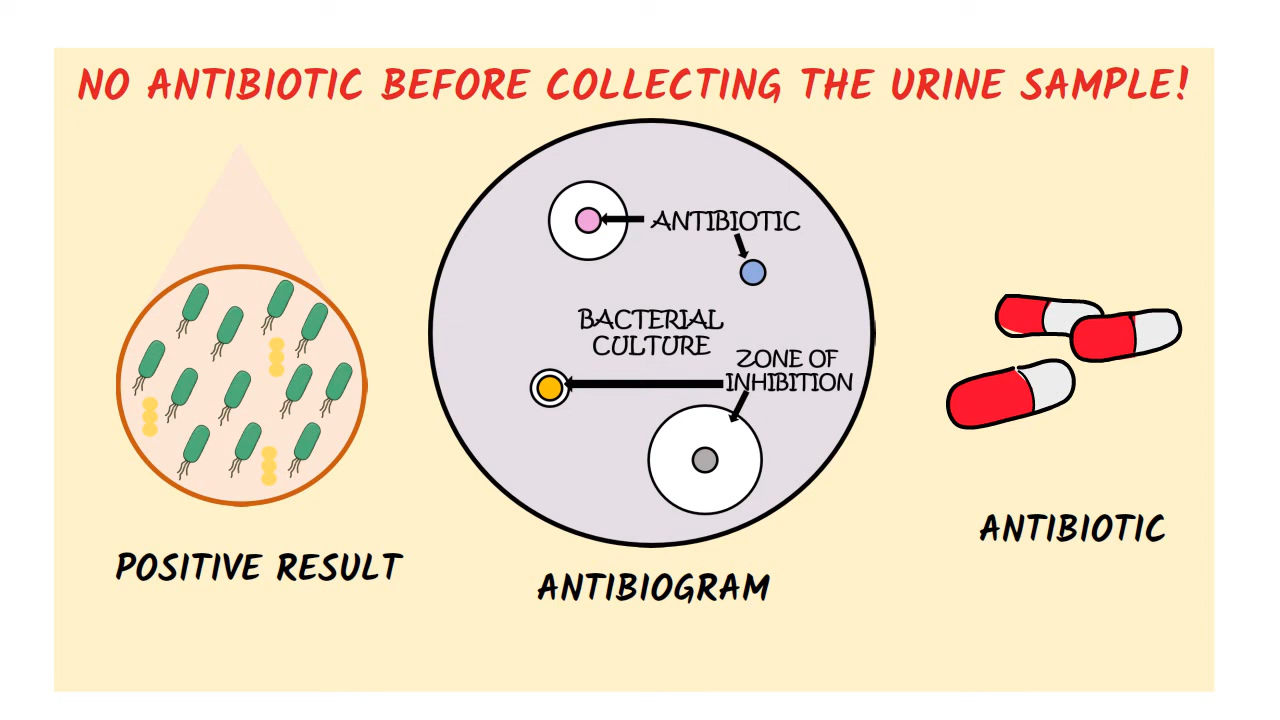 NO ANTIBIOTIC BEFORE COLLECTING THE URINE SAMPLE!
ANTIBIOTIC
BACTERIAL
CULTURE
ZONE OF
INHIBITION
POSITIVE RESULT
ANTIBIOGRAM
ANTIBIOTIC